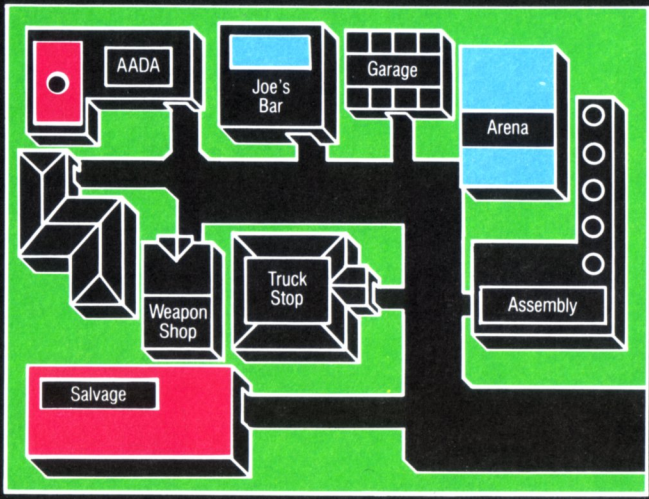 AADA
Joe's
Bar
Garage
Arena
Truck
Stop
Weapon
Shop
Assembly
Salvage